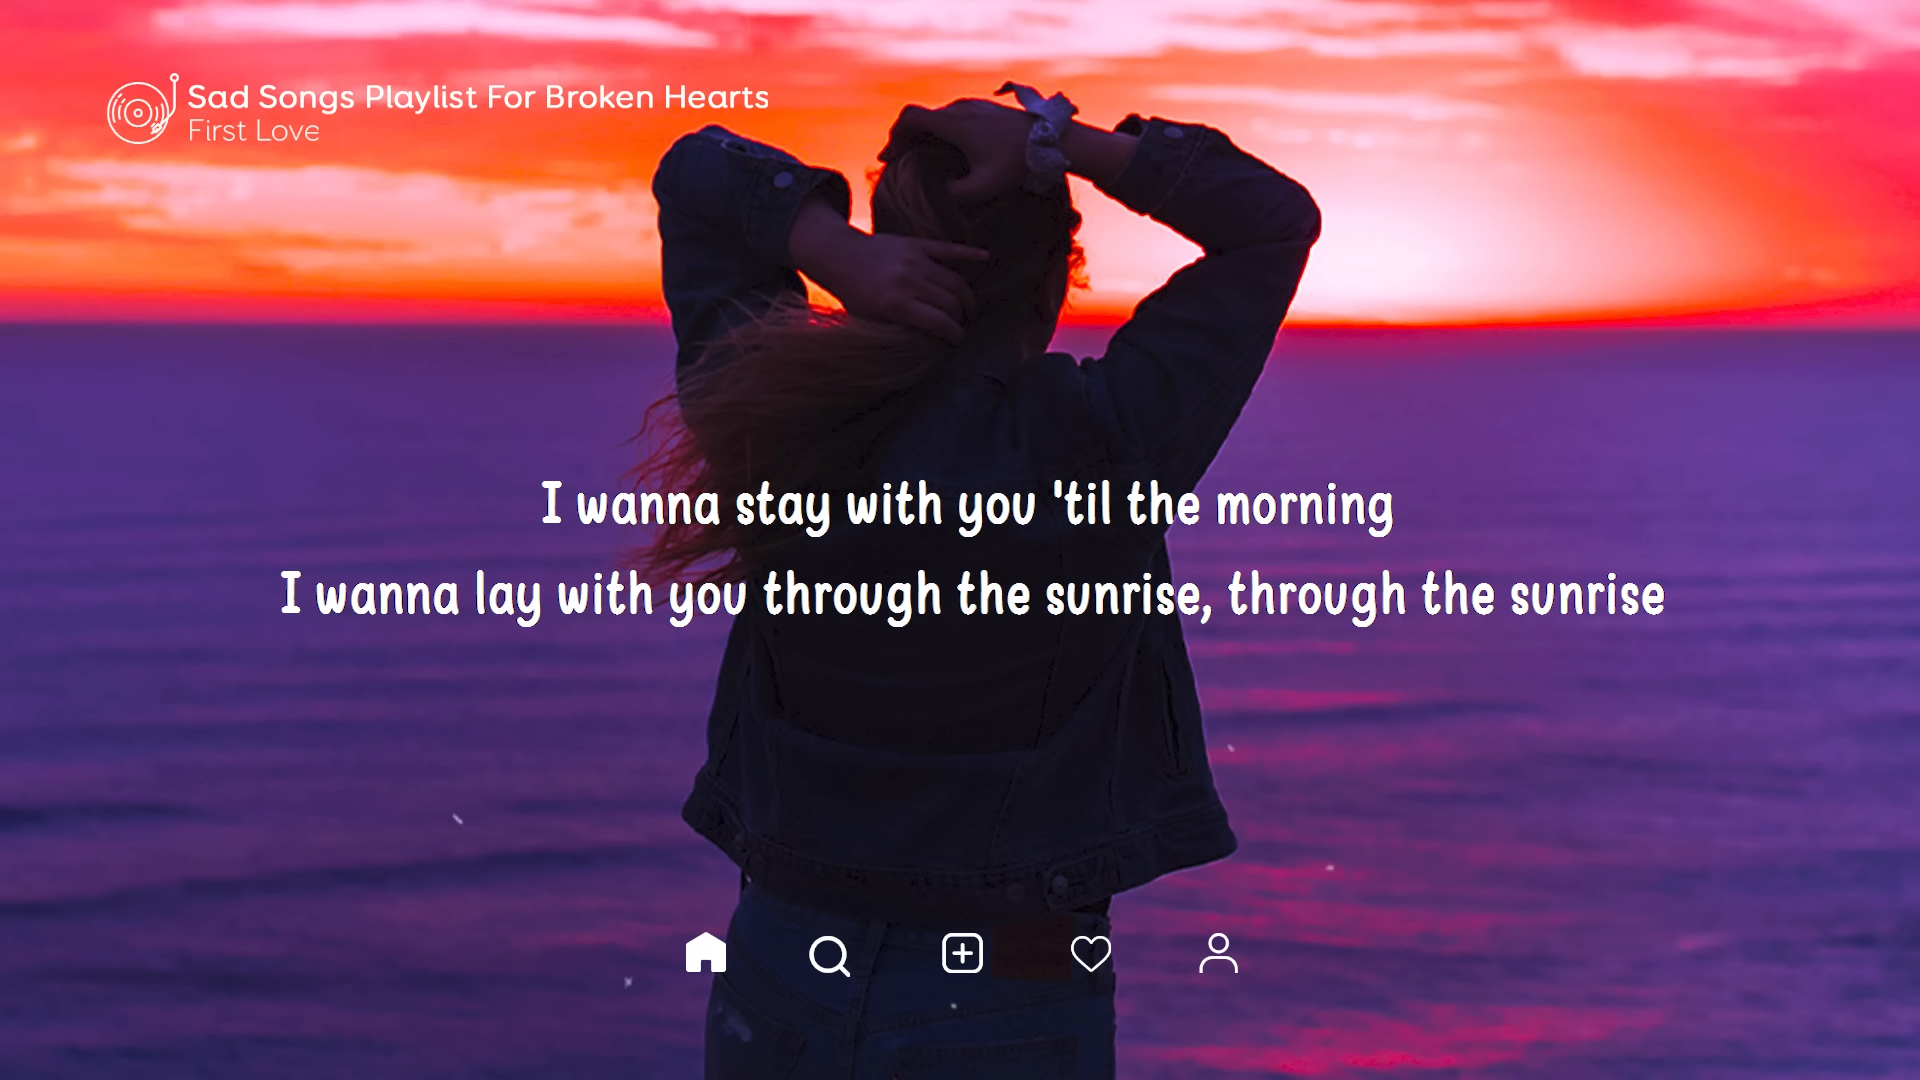 Sad Songs Playlist For Broken Hearts
First Love
I wanna stay with you 'til the morning
I wanna lay with you through the sunrise, through the sunrise